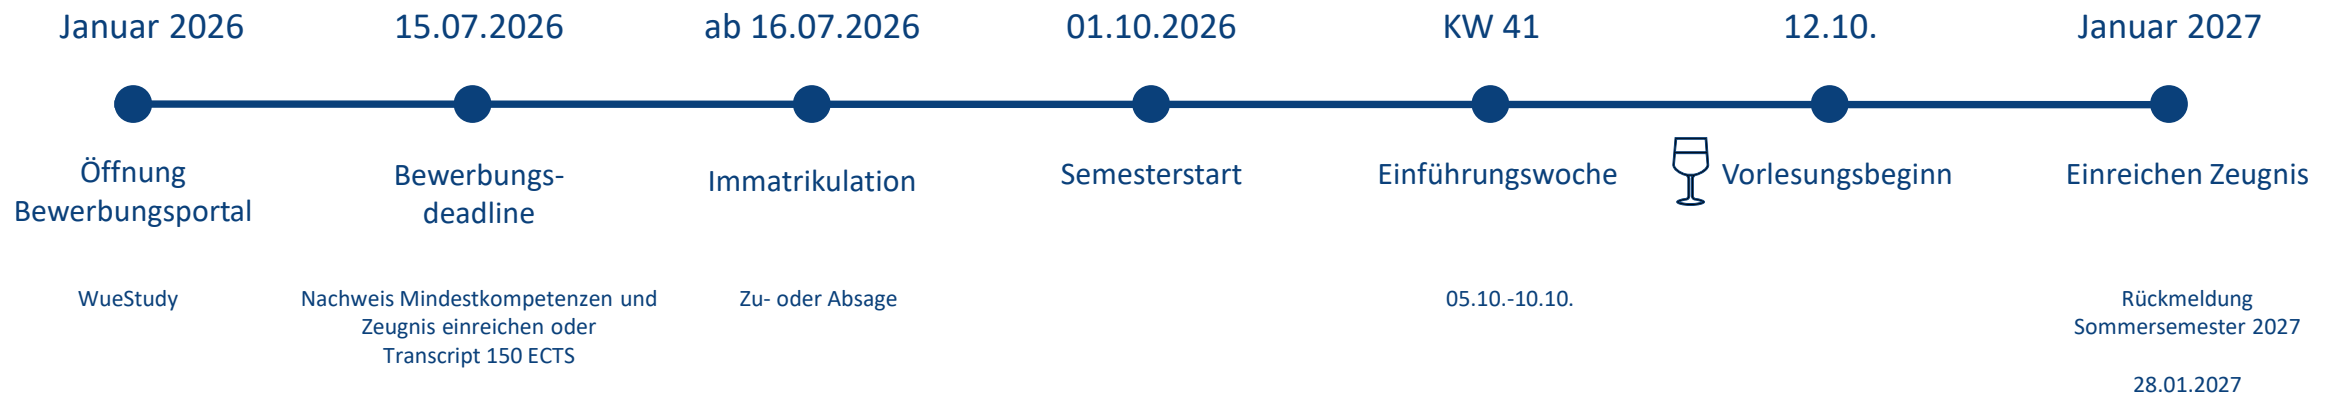 Januar 2026
15.07.2026
ab 16.07.2026
01.10.2026
KW 41
12.10.
Januar 2027
Öffnung
Bewerbungsportal
Bewerbungs-
deadline
Immatrikulation
Semesterstart
Einführungswoche
Vorlesungsbeginn
Einreichen Zeugnis
WueStudy
Nachweis Mindestkompetenzen und
Zeugnis einreichen oder
Transcript 150 ECTS
Zu- oder Absage
05.10.-10.10.
Rückmeldung
Sommersemester 2027
28.01.2027